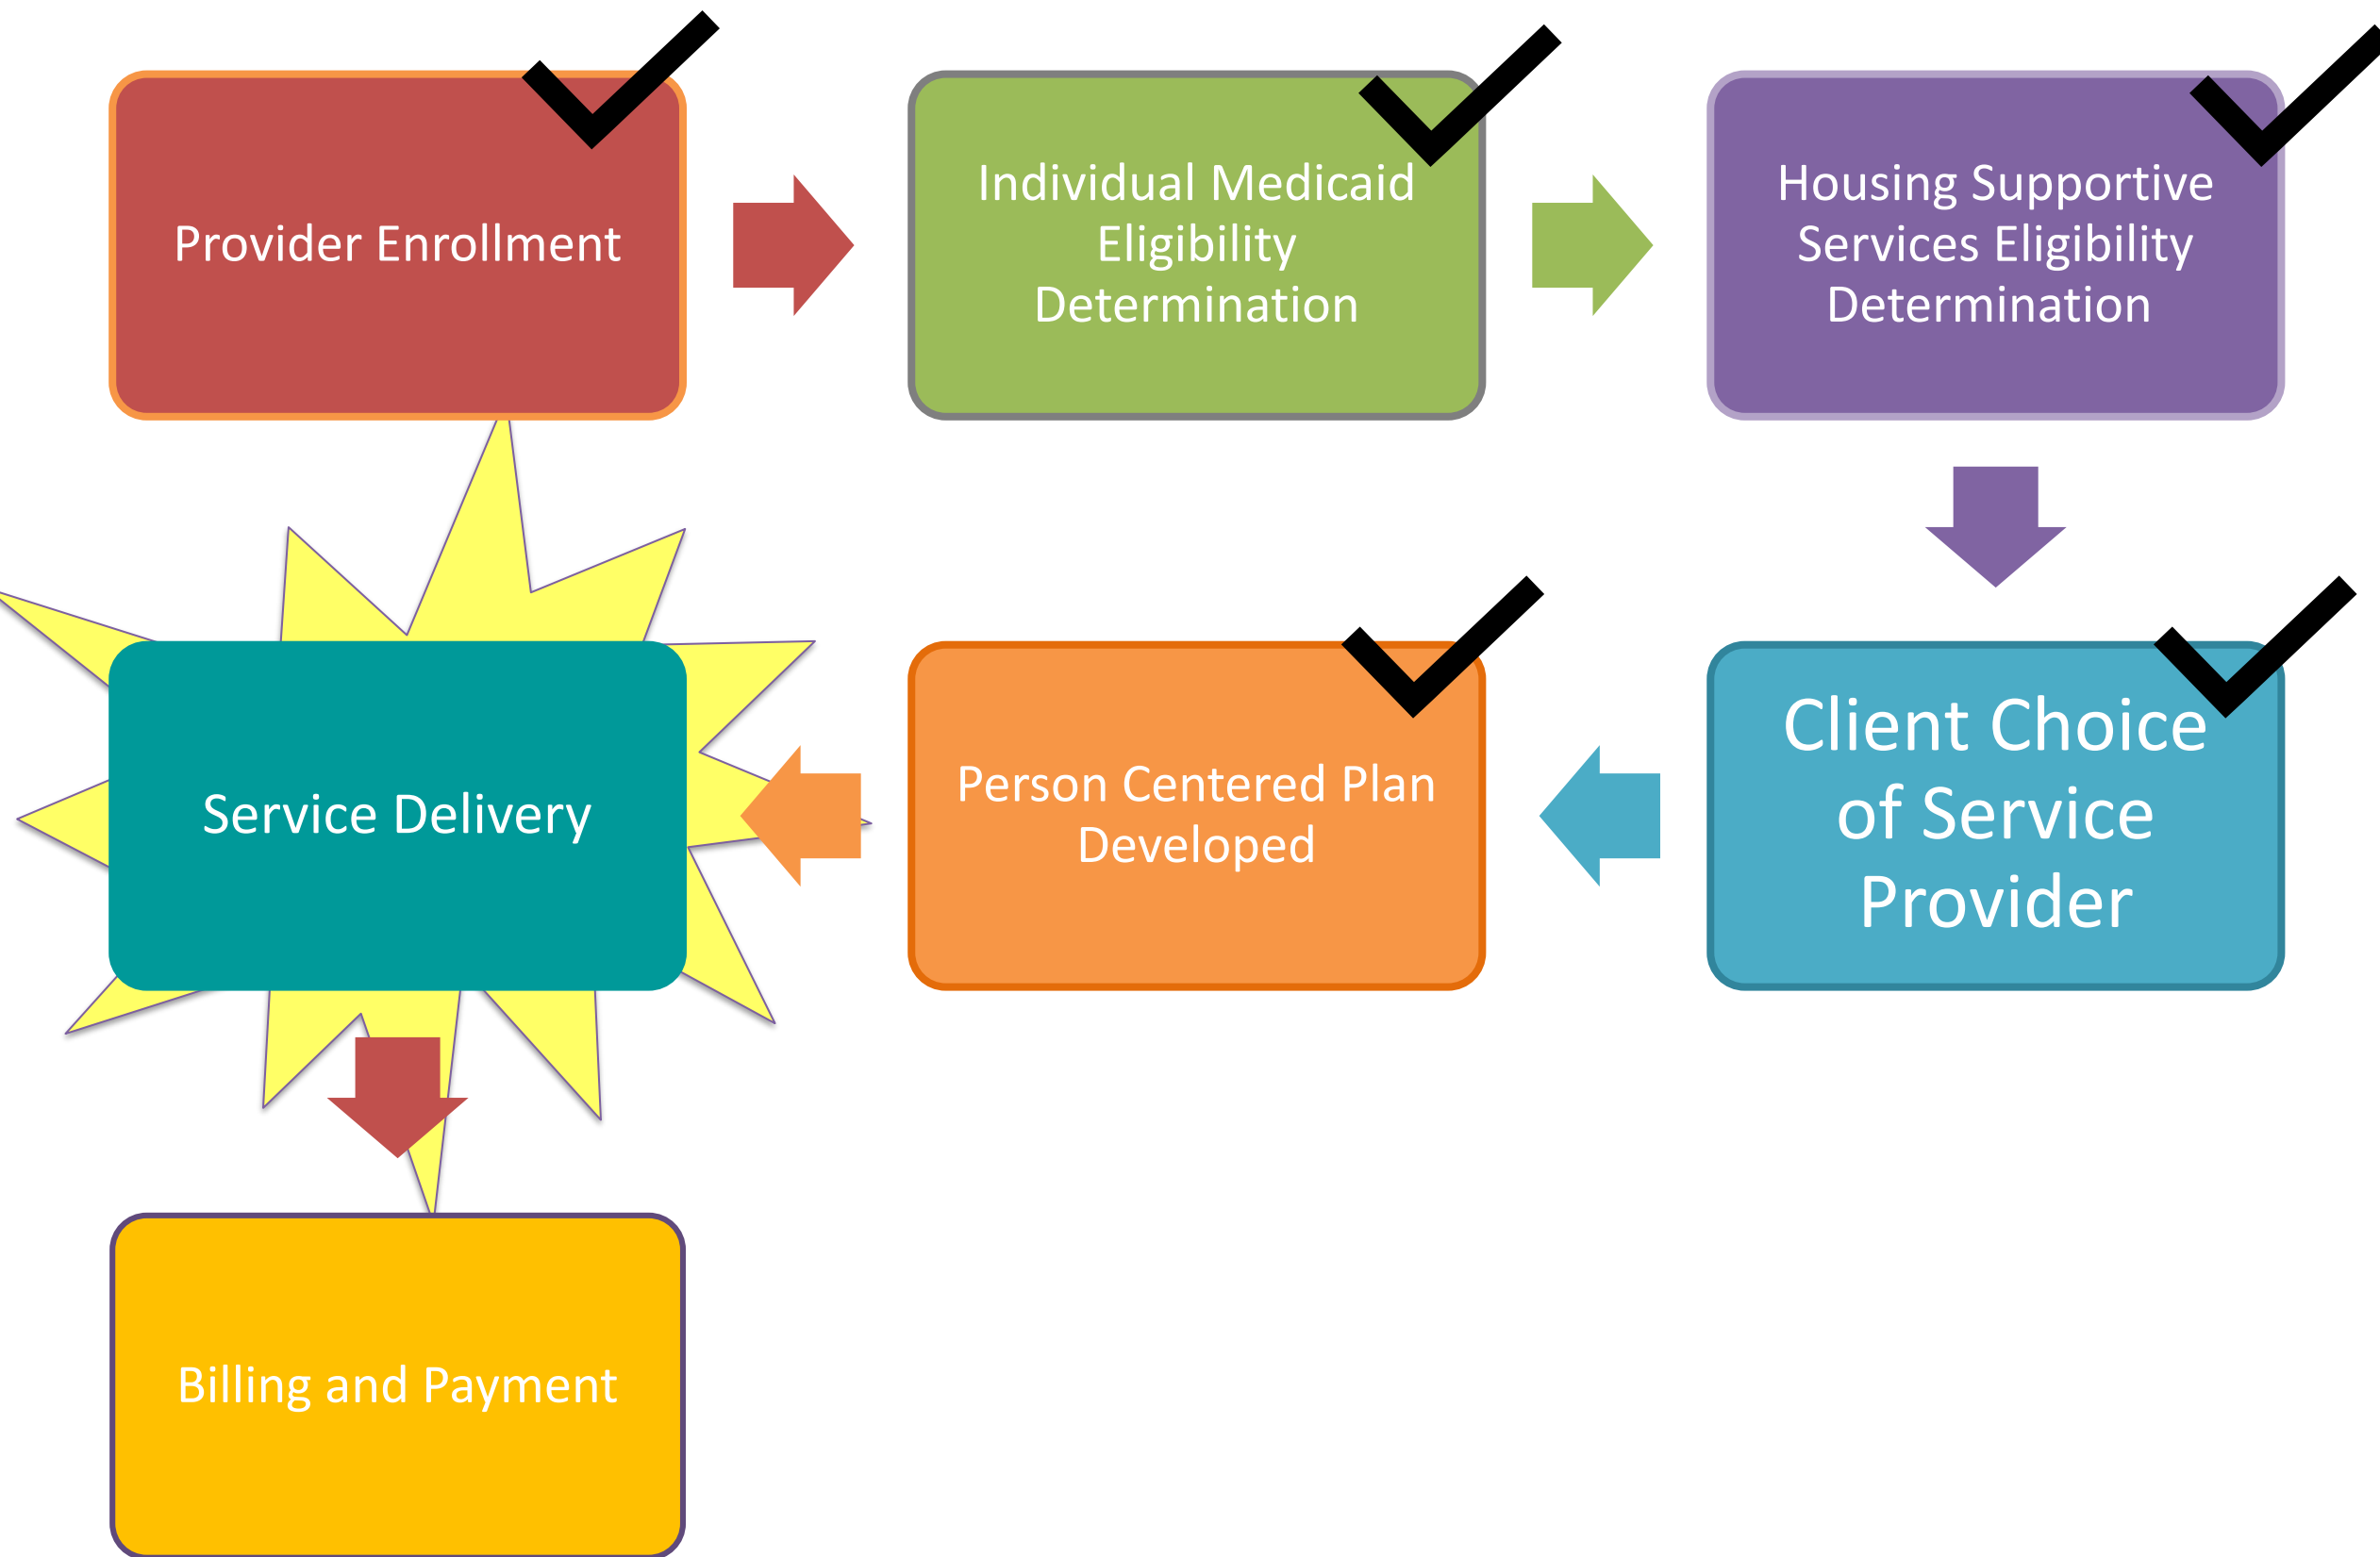 Provider Enrollment
Individual Medicaid
Eligibility
Determination
Housing Supportive
Services Eligibility
Determination
Client Choice
of Service
Provider
Person Centered Plan
Developed
Service Delivery
Billing and Payment